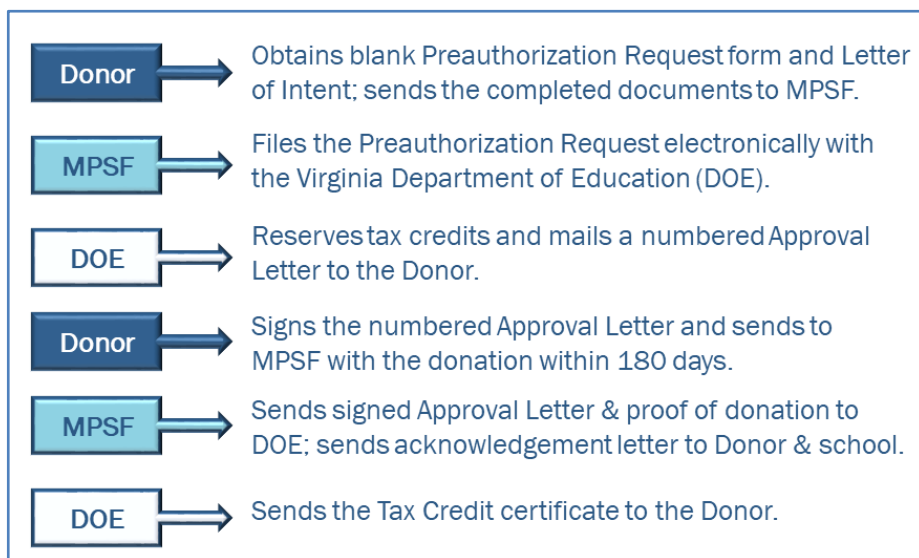 Donor
Obtains blank Preauthorization Request form and Letter
of Intent; sends the completed documents to MPSF.
MPSF
Files the Preauthorization Request electronically with
the Virginia Department of Education (DOE).
DOE
Reserves tax credits and mails a numbered Approval
Letter to the Donor.
Donor
Signs the numbered Approval Letter and sends to
MPSF with the donation within 180 days.
MPSF
Sends signed Approval Letter & proof of donation to
DOE; sends acknowledgement letter to Donor & school.
DOE
Sends the Tax Credit certificate to the Donor.